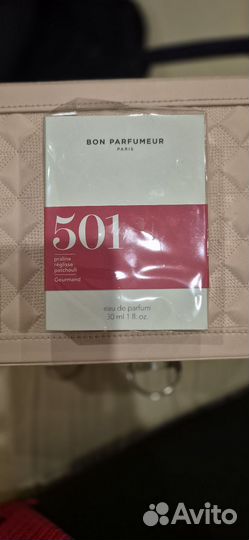 BON PARFUMEUR
PARIS
501
praline
réglisse
patchouli
Gourmand
eau de parfum
30 ml 1 fl. oz.
Avito